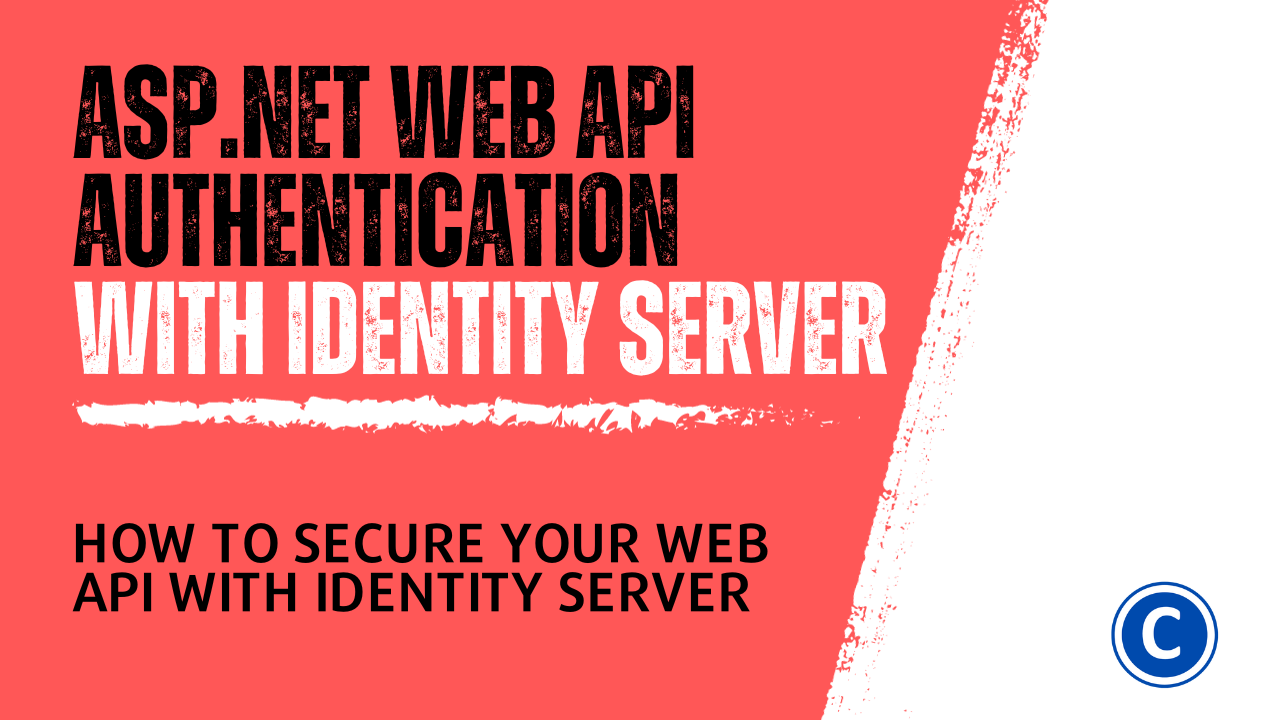 ASP.NET WEB API
AUTHENTICATION
WITH IDENTITY SERVER
HOW TO SECURE YOUR WEB
API WITH IDENTITY SERVER
C